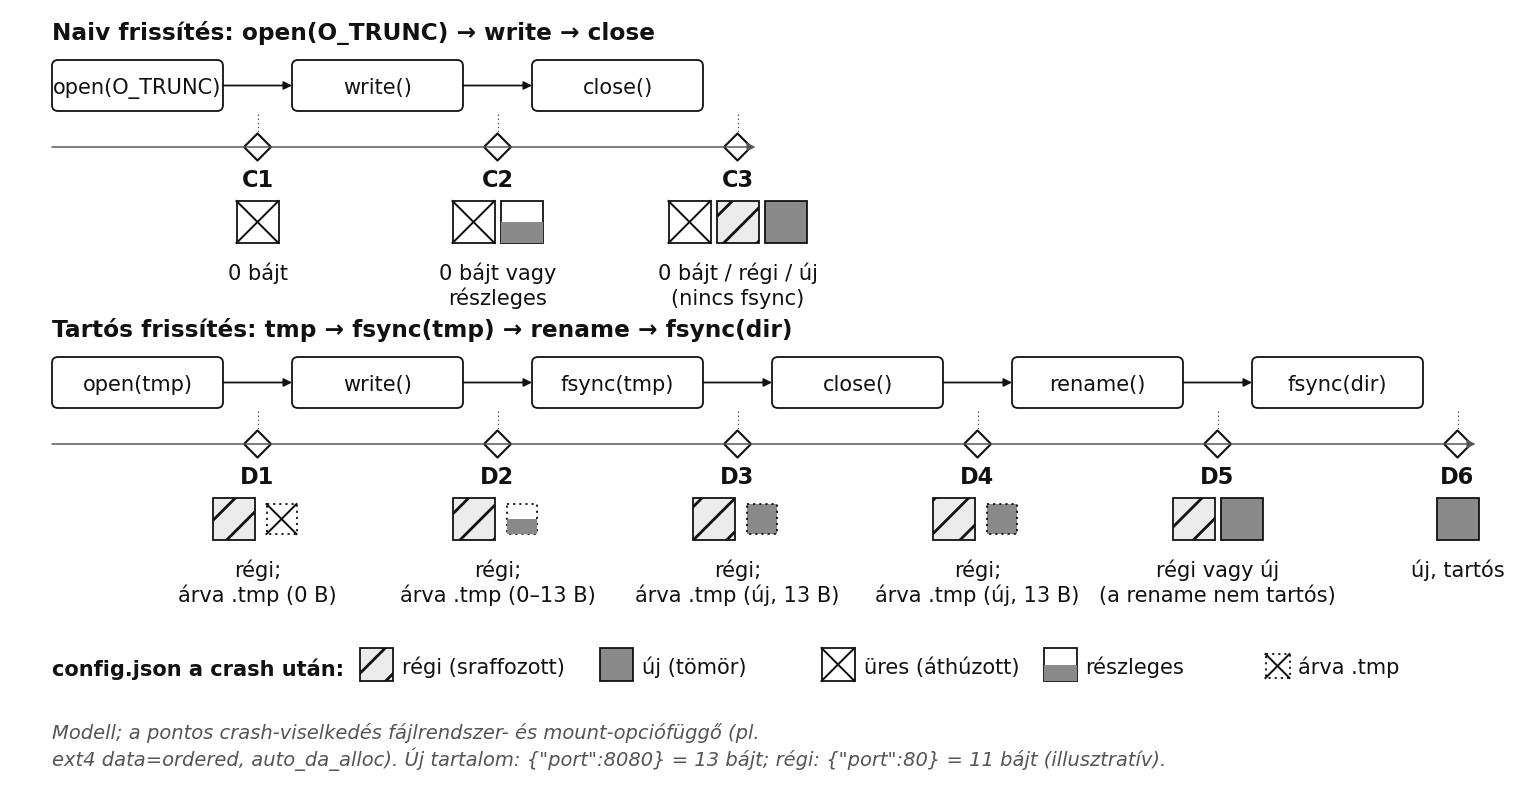 Naiv frissítés: open(O_TRUNC) → write → close
open(O_TRUNC) write() close()
C1 C2 C3
0 bájt 0 bájt vagy 0 bájt / régi / új
részleges (nincs fsync)
Tartós frissítés: tmp → fsync(tmp) → rename → fsync(dir)
open(tmp) write() fsync(tmp) close() rename() fsync(dir)
D1 D2 D3 D4 D5 D6
régi; régi; régi; régi; régi vagy új új, tartós
árva .tmp (0 B) árva .tmp (0–13 B) árva .tmp (új, 13 B) árva .tmp (új, 13 B) (a rename nem tartós)
config.json a crash után: régi (sraffozott) új (tömör) üres (áthúzott) részleges árva .tmp
Modell; a pontos crash-viselkedés fájlrendszer- és mount-opciófüggő (pl.
ext4 data=ordered, auto_da_alloc). Új tartalom: {"port":8080} = 13 bájt; régi: {"port":80} = 11 bájt (illusztratív).